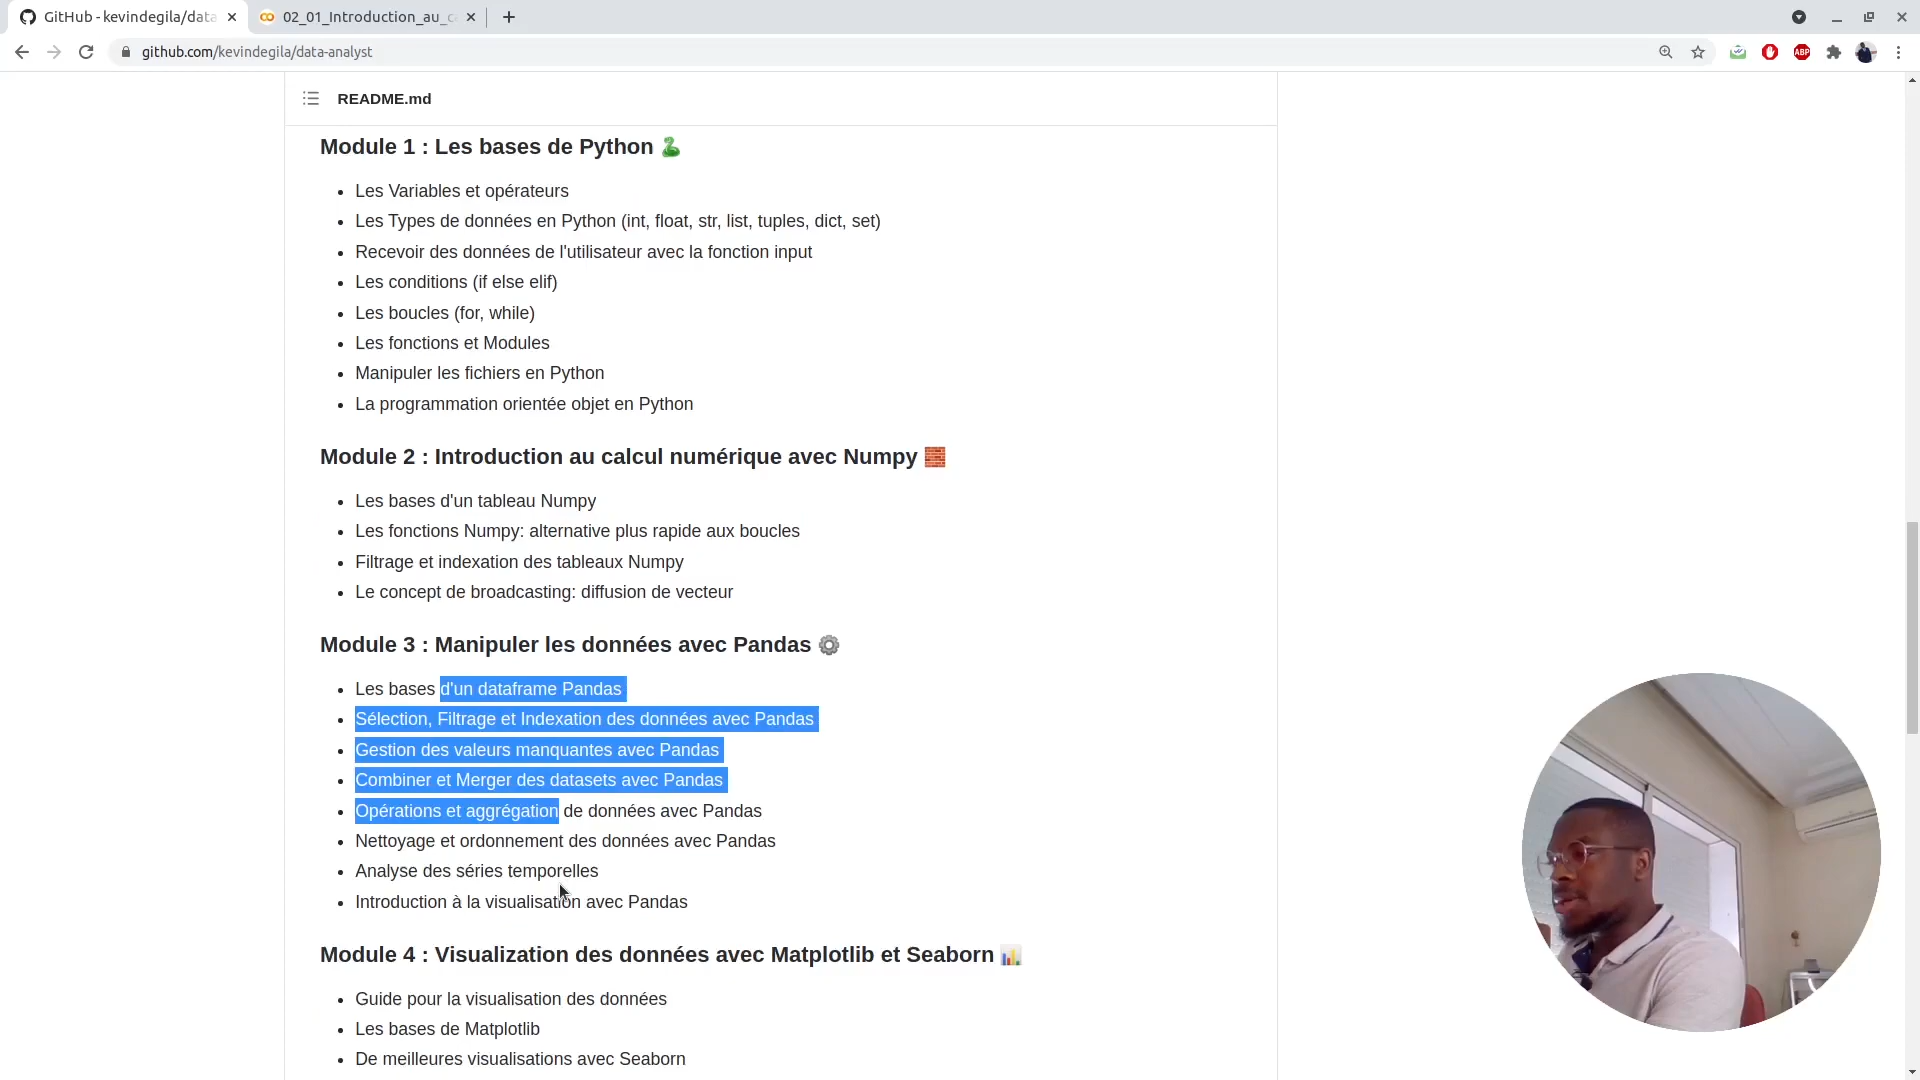 GitHub - kevindegila/data
02_01_Introduction_au_c
github.com/kevindegila/data-analyst
ABP
README.md
Module 1 : Les bases de Python
Les Variables et opérateurs
Les Types de données en Python (int, float, str, list, tuples, dict, set)
Recevoir des données de l'utilisateur avec la fonction input
Les conditions (if else elif)
Les boucles (for, while)
Les fonctions et Modules
Manipuler les fichiers en Python
La programmation orientée objet en Python
Module 2 : Introduction au calcul numérique avec Numpy
Les bases d'un tableau Numpy
Les fonctions Numpy: alternative plus rapide aux boucles
Filtrage et indexation des tableaux Numpy
Le concept de broadcasting: diffusion de vecteur
Module 3 : Manipuler les données avec Pandas
Les bases d'un dataframe Pandas
Sélection, Filtrage et Indexation des données avec Pandas
Gestion des valeurs manquantes avec Pandas
Combiner et Merger des datasets avec Pandas
Opérations et aggrégation de données avec Pandas
Nettoyage et ordonnement des données avec Pandas
Analyse des séries temporelles
Introduction à la visualisation avec Pandas
Module 4 : Visualization des données avec Matplotlib et Seaborn
Guide pour la visualisation des données
Les bases de Matplotlib
De meilleures visualisations avec Seaborn